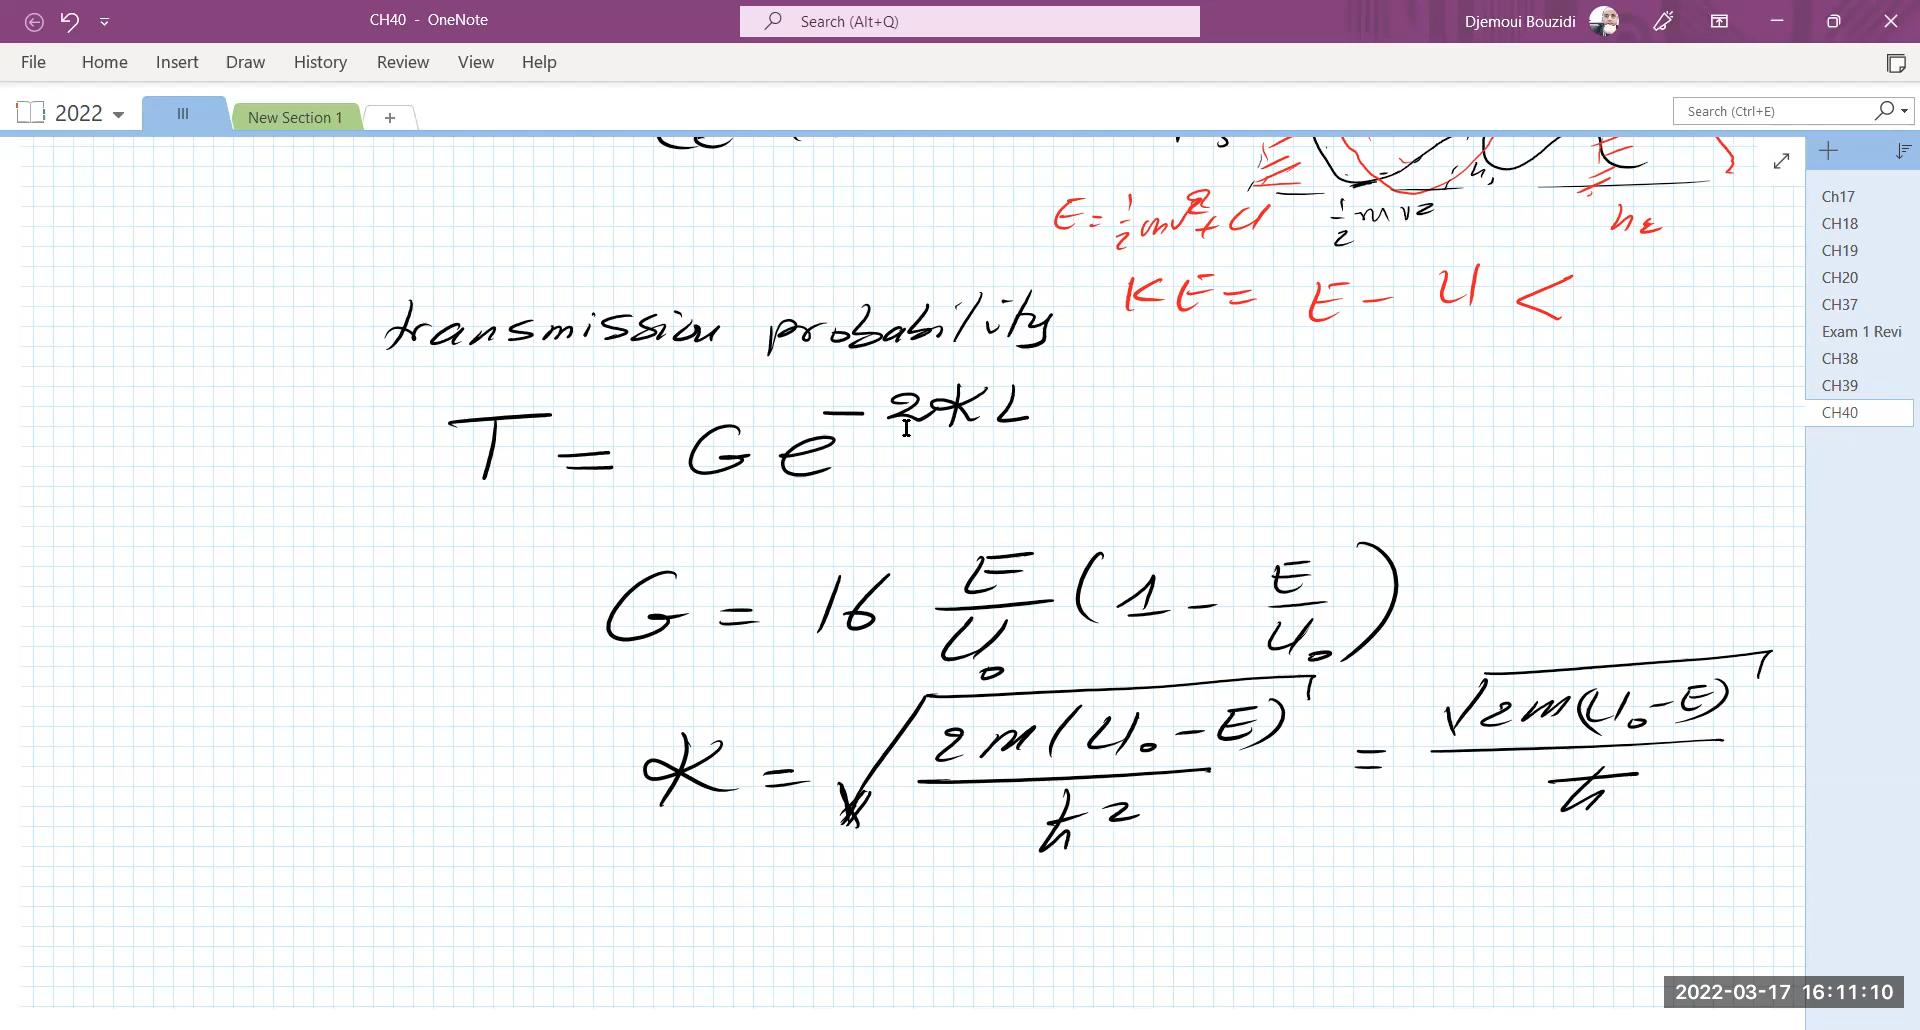 CH40 - OneNote
Search (Alt+Q)
Djemoui Bouzidi
File Home Insert Draw History Review View Help
2022 III New Section 1 +
Search (Ctrl+E)
E = 1/2 mv² + U
1/2 mv²
KE = E - U <
transmission probability
T = G e^{-2κL}
G = 16 E/U₀ (1 - E/U₀)
κ = √(2m(U₀-E)/ħ²) = √(2m(U₀-E))/ħ
Ch17
CH18
CH19
CH20
CH37
Exam 1 Revi
CH38
CH39
CH40
2022-03-17 16:11:10